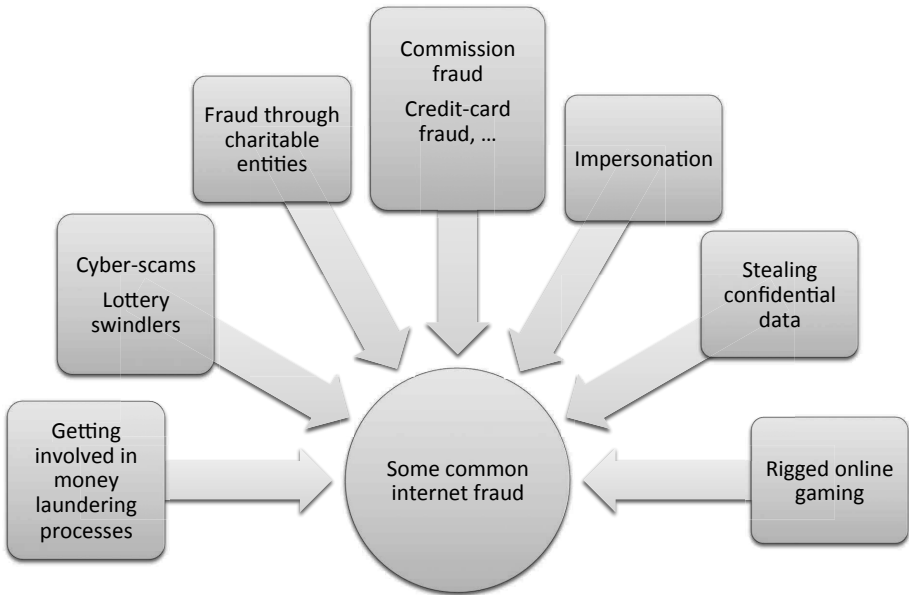 Commission
fraud
Credit-card
fraud, ...
Fraud through
charitable
entities
Impersonation
Cyber-scams
Lottery
swindlers
Stealing
confidential
data
Getting
involved in
money
laundering
processes
Some common
internet fraud
Rigged online
gaming